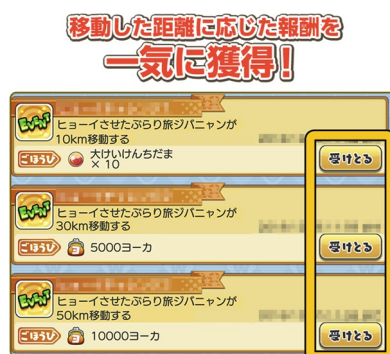 移動した距離に応じた報酬を
一気に獲得!
EVENT
ヒョーイさせたぶらり旅ジバニャンが
10km移動する
ごほうび
大けいけんちだま
× 10
受けとる
EVENT
ヒョーイさせたぶらり旅ジバニャンが
30km移動する
ごほうび
5000ヨーカ
受けとる
EVENT
ヒョーイさせたぶらり旅ジバニャンが
50km移動する
ごほうび
10000ヨーカ
受けとる